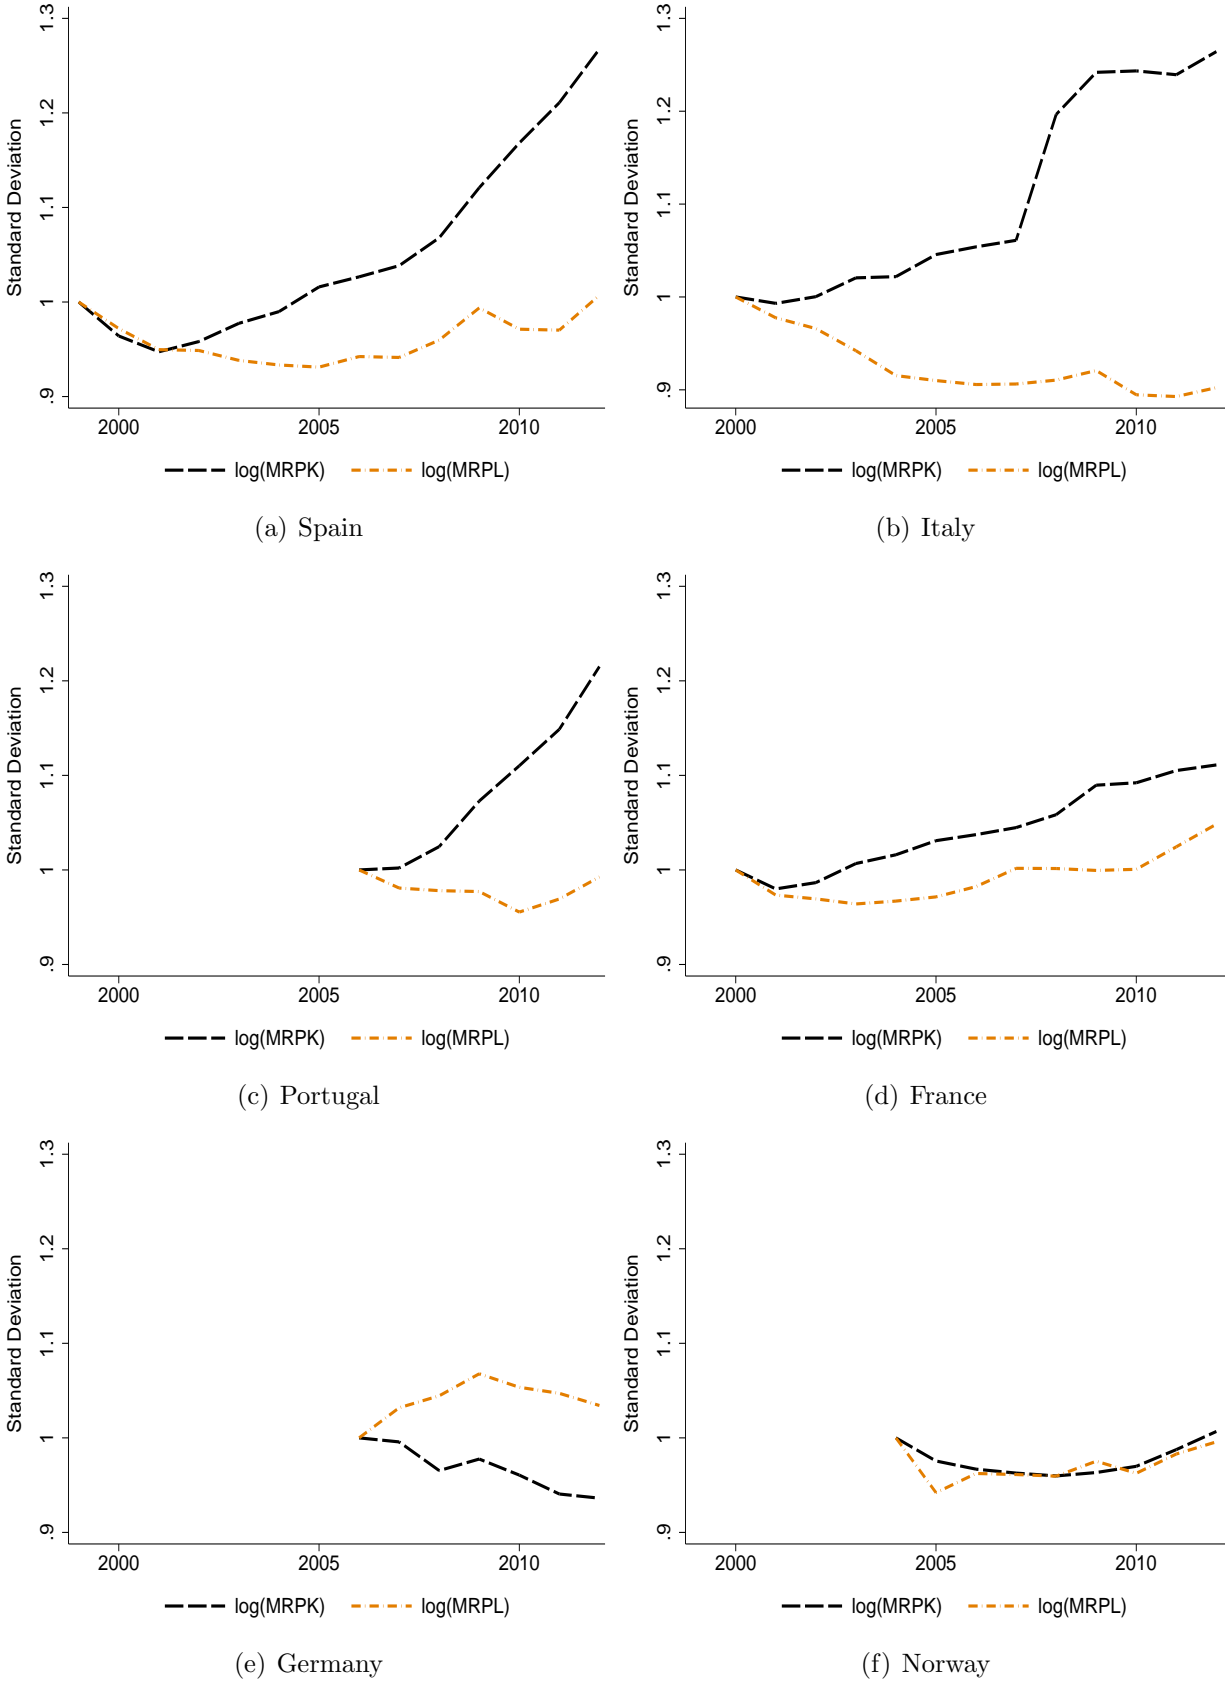 Standard Deviation
1.3
1.2
1.1
1
.9
2000 2005 2010
log(MRPK) log(MRPL)
(a) Spain
Standard Deviation
1.3
1.2
1.1
1
.9
2000 2005 2010
log(MRPK) log(MRPL)
(b) Italy
Standard Deviation
1.3
1.2
1.1
1
.9
2000 2005 2010
log(MRPK) log(MRPL)
(c) Portugal
Standard Deviation
1.3
1.2
1.1
1
.9
2000 2005 2010
log(MRPK) log(MRPL)
(d) France
Standard Deviation
1.3
1.2
1.1
1
.9
2000 2005 2010
log(MRPK) log(MRPL)
(e) Germany
Standard Deviation
1.3
1.2
1.1
1
.9
2000 2005 2010
log(MRPK) log(MRPL)
(f) Norway